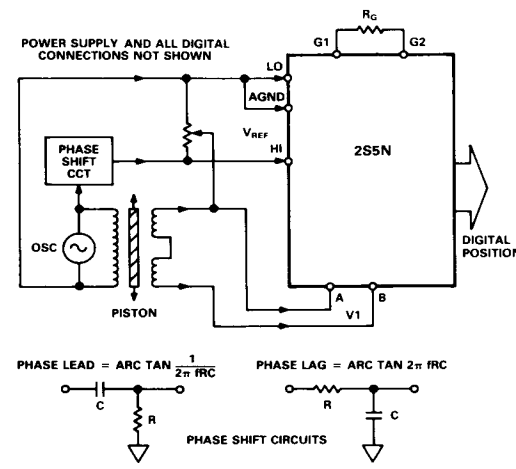 R_G
G1
G2
POWER SUPPLY AND ALL DIGITAL
CONNECTIONS NOT SHOWN
LO
AGND
V_REF
HI
2S5N
PHASE
SHIFT
CCT
OSC
PISTON
DIGITAL
POSITION
A
B
V1
PHASE LEAD = ARC TAN 1/2π fRC
PHASE LAG = ARC TAN 2π fRC
C
R
R
C
PHASE SHIFT CIRCUITS